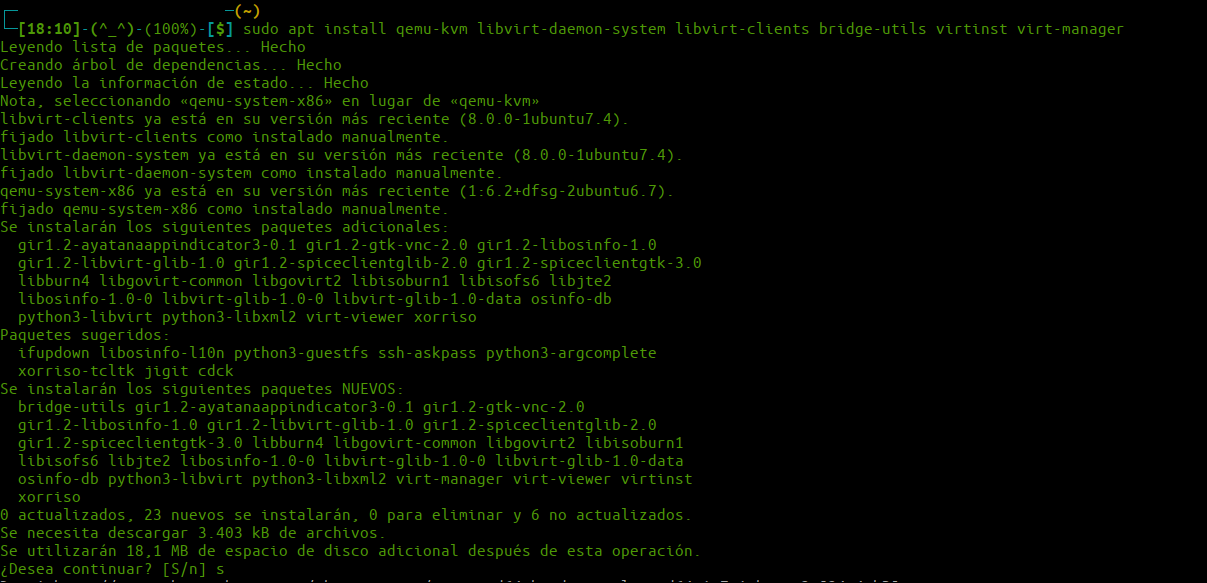 ─(~)
[18:10]-(^_^)-(100%)-[$] sudo apt install qemu-kvm libvirt-daemon-system libvirt-clients bridge-utils virtinst virt-manager
Leyendo lista de paquetes... Hecho
Creando árbol de dependencias... Hecho
Leyendo la información de estado... Hecho
Nota, seleccionando «qemu-system-x86» en lugar de «qemu-kvm»
libvirt-clients ya está en su versión más reciente (8.0.0-1ubuntu7.4).
fijado libvirt-clients como instalado manualmente.
libvirt-daemon-system ya está en su versión más reciente (8.0.0-1ubuntu7.4).
fijado libvirt-daemon-system como instalado manualmente.
qemu-system-x86 ya está en su versión más reciente (1:6.2+dfsg-2ubuntu6.7).
fijado qemu-system-x86 como instalado manualmente.
Se instalarán los siguientes paquetes adicionales:
gir1.2-ayatanaappindicator3-0.1 gir1.2-gtk-vnc-2.0 gir1.2-libosinfo-1.0
gir1.2-libvirt-glib-1.0 gir1.2-spiceclientglib-2.0 gir1.2-spiceclientgtk-3.0
libburn4 libgovirt-common libgovirt2 libisoburn1 libisofs6 libjte2
libosinfo-1.0-0 libvirt-glib-1.0-0 libvirt-glib-1.0-data osinfo-db
python3-libvirt python3-libxml2 virt-viewer xorriso
Paquetes sugeridos:
ifupdown libosinfo-l10n python3-guestfs ssh-askpass python3-argcomplete
xorriso-tcltk jigit cdck
Se instalarán los siguientes paquetes NUEVOS:
bridge-utils gir1.2-ayatanaappindicator3-0.1 gir1.2-gtk-vnc-2.0
gir1.2-libosinfo-1.0 gir1.2-libvirt-glib-1.0 gir1.2-spiceclientglib-2.0
gir1.2-spiceclientgtk-3.0 libburn4 libgovirt-common libgovirt2 libisoburn1
libisofs6 libjte2 libosinfo-1.0-0 libvirt-glib-1.0-0 libvirt-glib-1.0-data
osinfo-db python3-libvirt python3-libxml2 virt-manager virt-viewer virtinst
xorriso
0 actualizados, 23 nuevos se instalarán, 0 para eliminar y 6 no actualizados.
Se necesita descargar 3.403 kB de archivos.
Se utilizarán 18,1 MB de espacio de disco adicional después de esta operación.
¿Desea continuar? [S/n] s